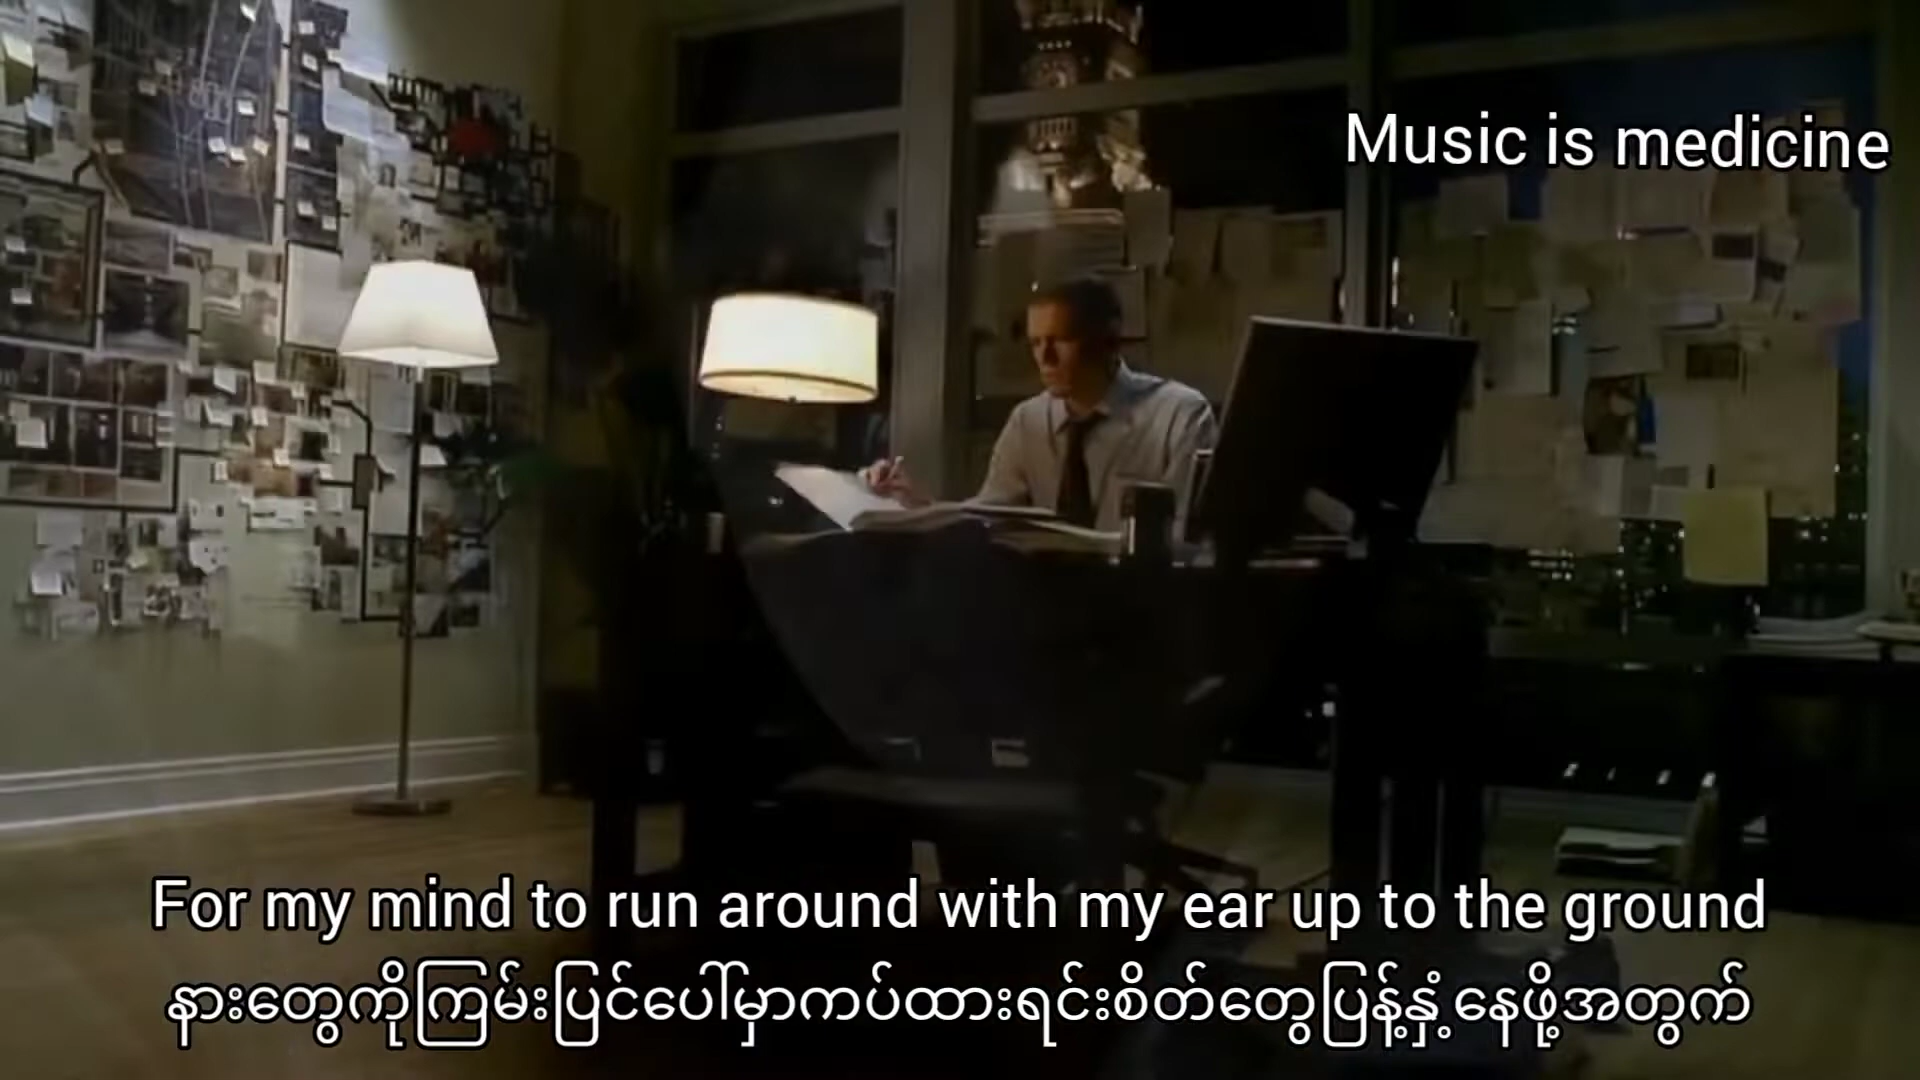 Music is medicine
For my mind to run around with my ear up to the ground
နားတွေကိုကြမ်းပြင်ပေါ်မှာကပ်ထားရင်းစိတ်တွေပြန့်နှံ့နေဖို့အတွက်